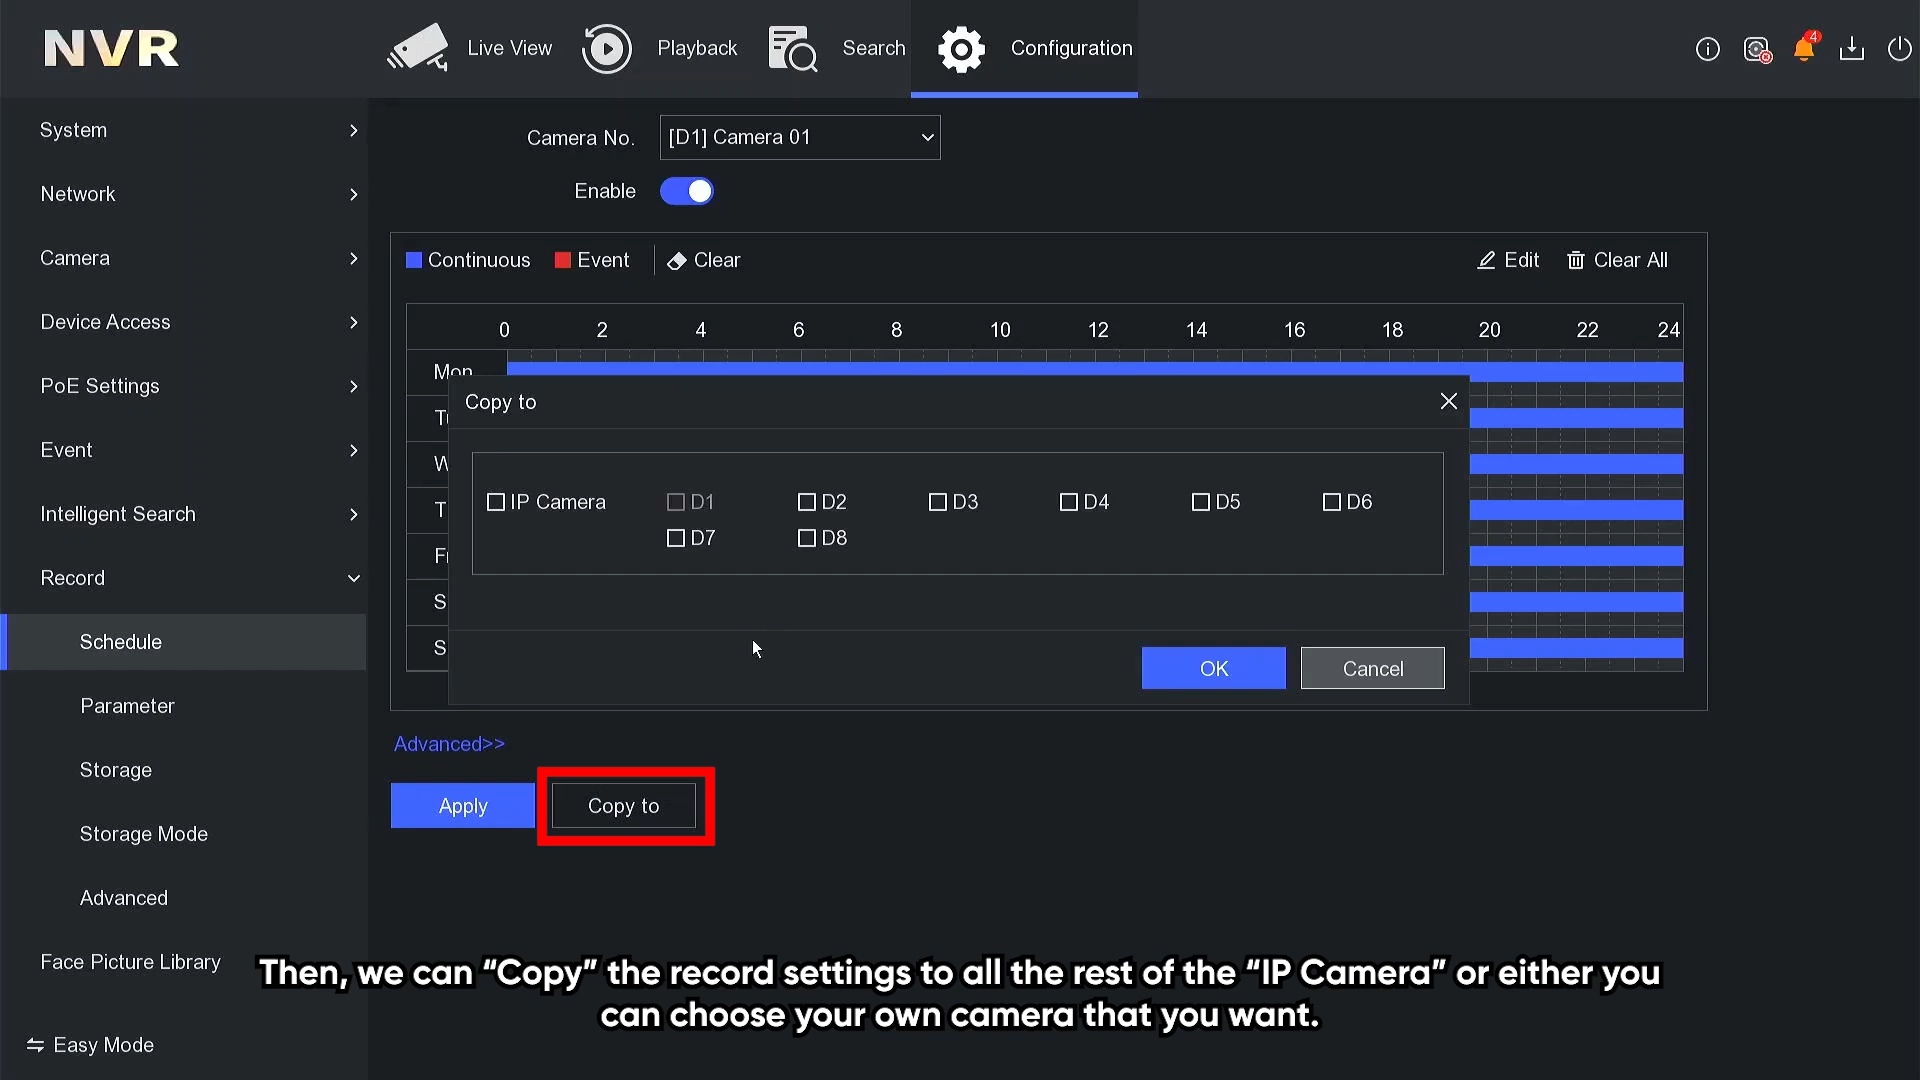 NVR
Live View
Playback
Search
Configuration
4
System
Network
Camera
Device Access
PoE Settings
Event
Intelligent Search
Record
Schedule
Parameter
Storage
Storage Mode
Advanced
Face Picture Library
Easy Mode
Camera No. [D1] Camera 01
Enable
Continuous Event Clear Edit Clear All
0 2 4 6 8 10 12 14 16 18 20 22 24
Mon
Copy to
IP Camera D1 D2 D3 D4 D5 D6
D7 D8
OK Cancel
Advanced>>
Apply Copy to
Then, we can “Copy” the record settings to all the rest of the “IP Camera” or either you
can choose your own camera that you want.